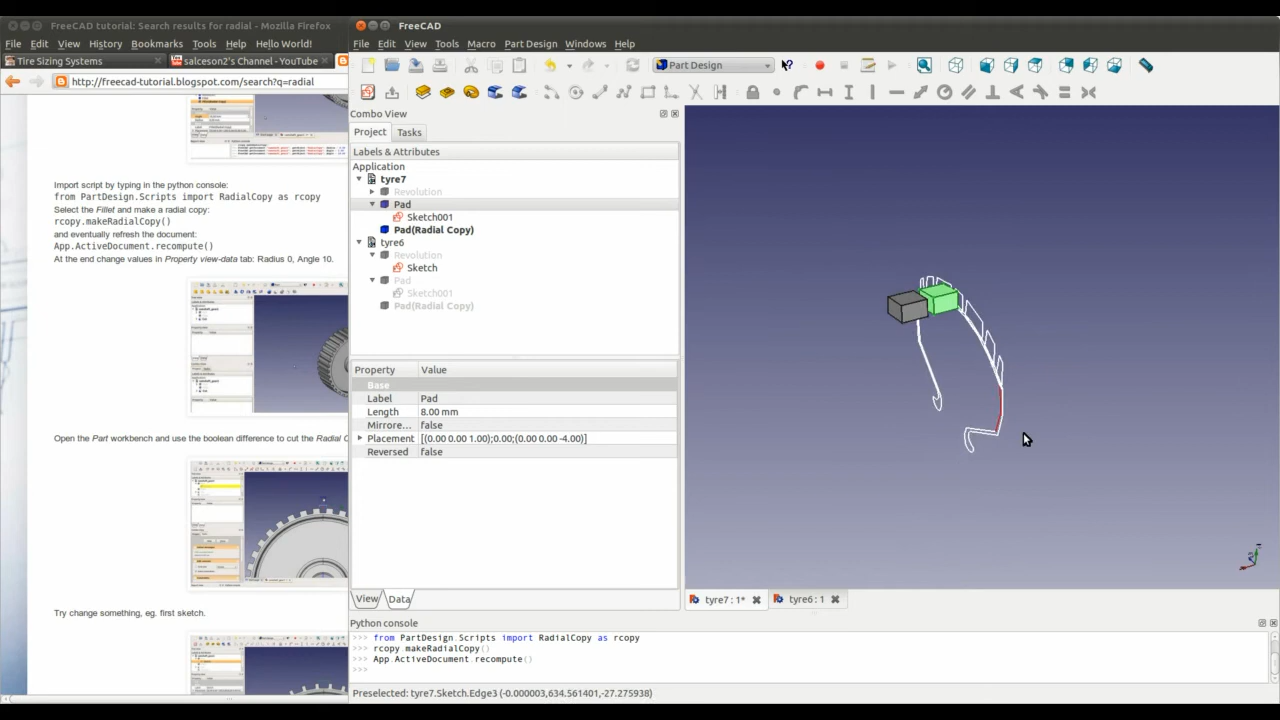 FreeCAD tutorial: Search results for radial - Mozilla Firefox
File Edit View History Bookmarks Tools Help Hello World!
Tire Sizing Systems
salceson2's Channel - YouTube
http://freecad-tutorial.blogspot.com/search?q=radial
Import script by typing in the python console:
from PartDesign.Scripts import RadialCopy as rcopy
Select the Fillet and make a radial copy:
rcopy.makeRadialCopy()
and eventually refresh the document:
App.ActiveDocument.recompute()
At the end change values in Property view-data tab: Radius 0, Angle 10.
Open the Part workbench and use the boolean difference to cut the Radial C
Try change something, eg. first sketch.
FreeCAD
File Edit View Tools Macro Part Design Windows Help
Part Design
Combo View
Project Tasks
Labels & Attributes
Application
tyre7
Revolution
Pad
Sketch001
Pad(Radial Copy)
tyre6
Revolution
Sketch
Pad
Sketch001
Pad(Radial Copy)
Property Value
Base
Label Pad
Length 8.00 mm
Mirrore... false
Placement [(0.00 0.00 1.00);0.00;(0.00 0.00 -4.00)]
Reversed false
View Data
tyre7 : 1*
tyre6 : 1
Python console
>>> from PartDesign.Scripts import RadialCopy as rcopy
>>> rcopy.makeRadialCopy()
>>> App.ActiveDocument.recompute()
>>>
Preselected: tyre7.Sketch.Edge3 (-0.000003,634.561401,-27.275938)